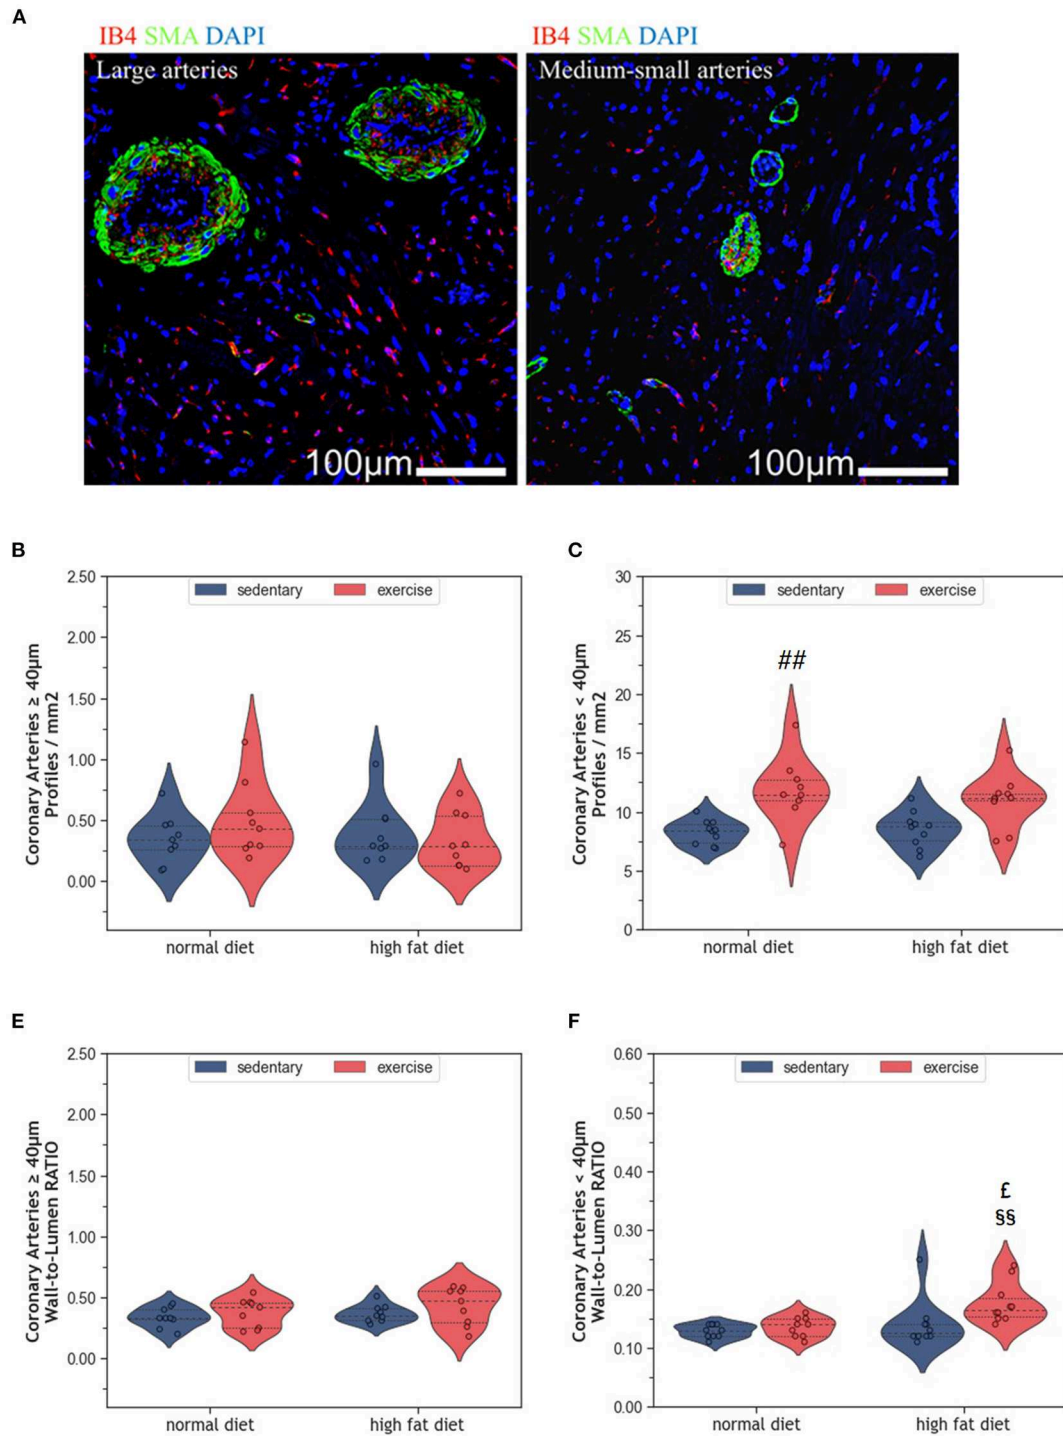 A
IB4 SMA DAPI
Large arteries
100µm
IB4 SMA DAPI
Medium-small arteries
100µm
B
Coronary Arteries ≥ 40µm
Profiles / mm2
2.50
2.00
1.50
1.00
0.50
0.00
sedentary exercise
normal diet high fat diet
C
Coronary Arteries < 40µm
Profiles / mm2
30
25
20
15
10
5
0
sedentary exercise
##
normal diet high fat diet
E
Coronary Arteries ≥ 40µm
Wall-to-Lumen RATIO
2.50
2.00
1.50
1.00
0.50
0.00
sedentary exercise
normal diet high fat diet
F
Coronary Arteries < 40µm
Wall-to-Lumen RATIO
0.60
0.50
0.40
0.30
0.20
0.10
0.00
sedentary exercise
£
§§
normal diet high fat diet